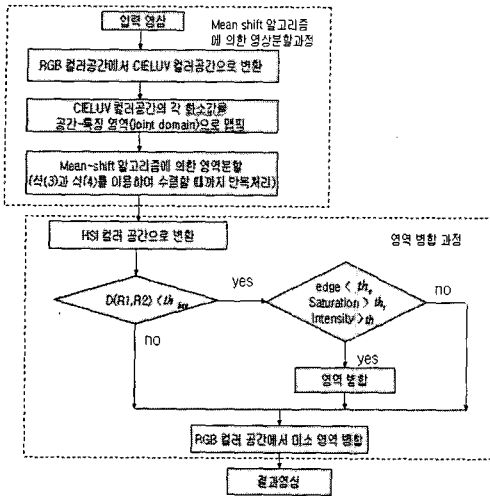 입력 영상
Mean shift 알고리즘
에 의한 영상분할과정
RGB 컬러공간에서 CIELUV 컬러공간으로 변환
CIELUV 컬러공간의 각 화소값을
공간-특징 영역(joint domain)으로 맵핑
Mean-shift 알고리즘에 의한 영역분할
(식(3)과 식(4)를 이용하여 수렴할 때까지 반복처리)
HSI 컬러 공간으로 변환
영역 병합 과정
D(R1,R2) < th
yes
edge < th
Saturation > th
Intensity > th
no
no
yes
영역 병합
RGB 컬러 공간에서 미소 영역 병합
결과영상